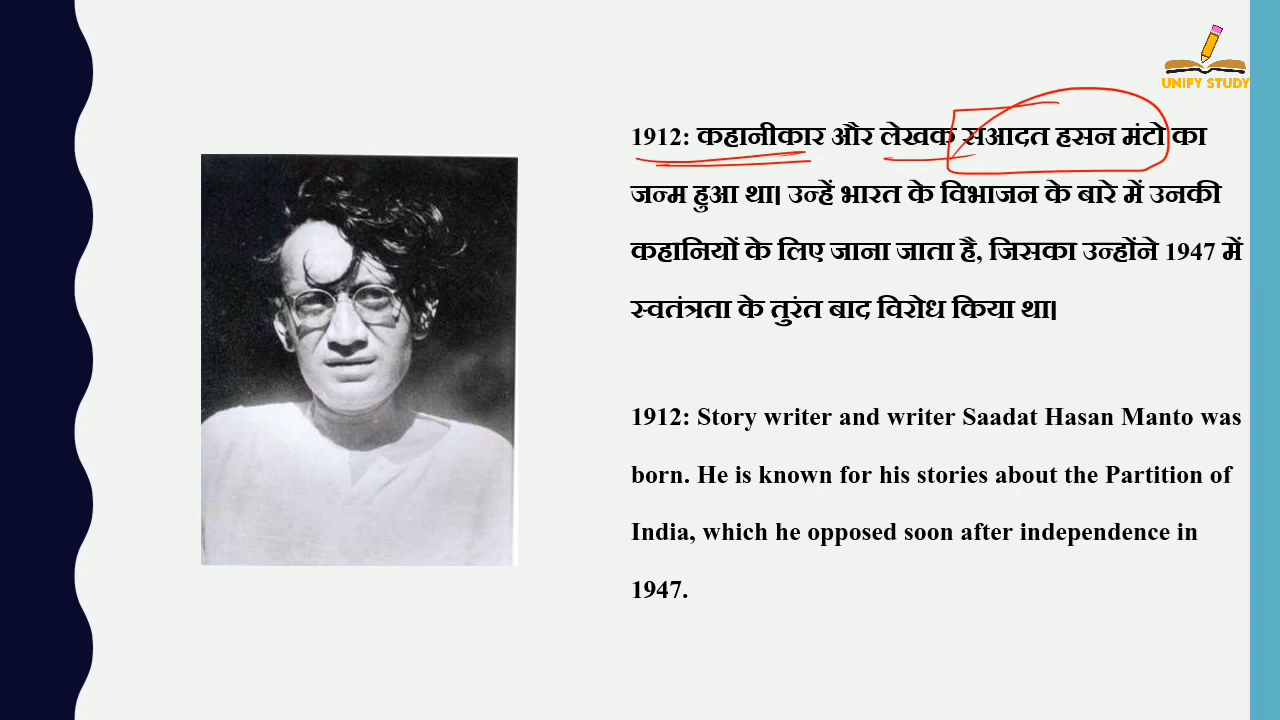 UNIFY STUDY
1912: कहानीकार और लेखक सआदत हसन मंटो का
जन्म हुआ था। उन्हें भारत के विभाजन के बारे में उनकी
कहानियों के लिए जाना जाता है, जिसका उन्होंने 1947 में
स्वतंत्रता के तुरंत बाद विरोध किया था।
1912: Story writer and writer Saadat Hasan Manto was
born. He is known for his stories about the Partition of
India, which he opposed soon after independence in
1947.